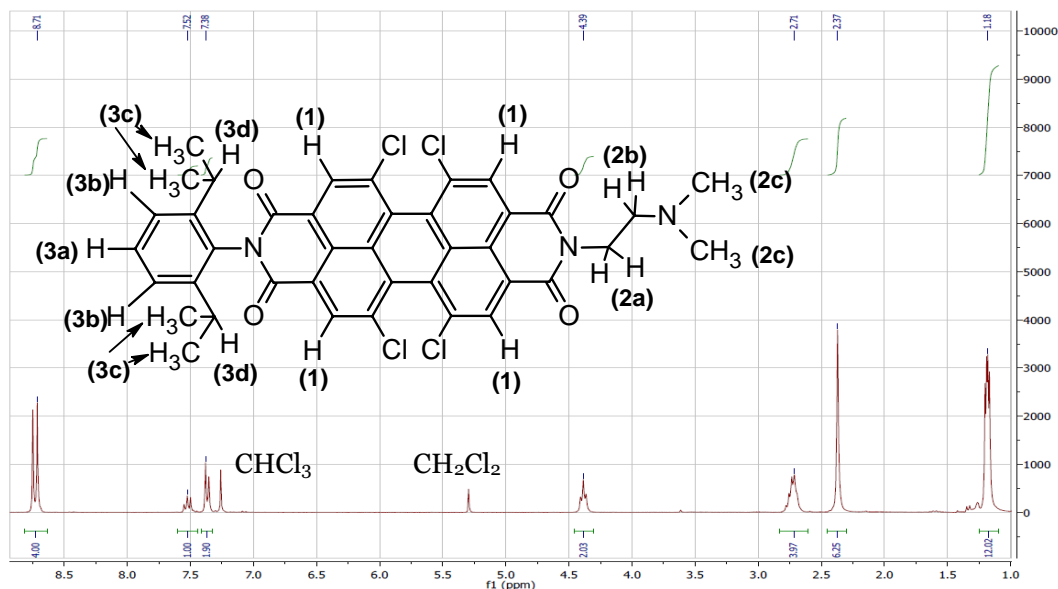 8.71 7.52 7.38 4.39 2.71 2.37 1.18
10000
9000
8000
7000
6000
5000
4000
3000
2000
1000
0
(3c) (3d) (1) (1)
H3C H Cl Cl H H
(2b)
H3C O O H H CH3 (2c)
(3b) H
N
(3a) H N N CH3 (2c)
H H
(2a)
(3b) H H3C O O
(3c) H3C H (3d) H Cl Cl H
(1) (1)
CHCl3 CH2Cl2
4.00 1.00 1.90 2.03 3.97 6.25 12.02
8.5 8.0 7.5 7.0 6.5 6.0 5.5 5.0 4.5 4.0 3.5 3.0 2.5 2.0 1.5 1.0
f1 (ppm)